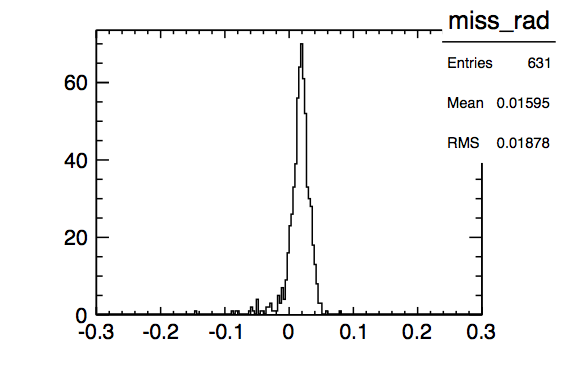 miss_rad
Entries 631
Mean 0.01595
RMS 0.01878
60
40
20
0
-0.3 -0.2 -0.1 0 0.1 0.2 0.3